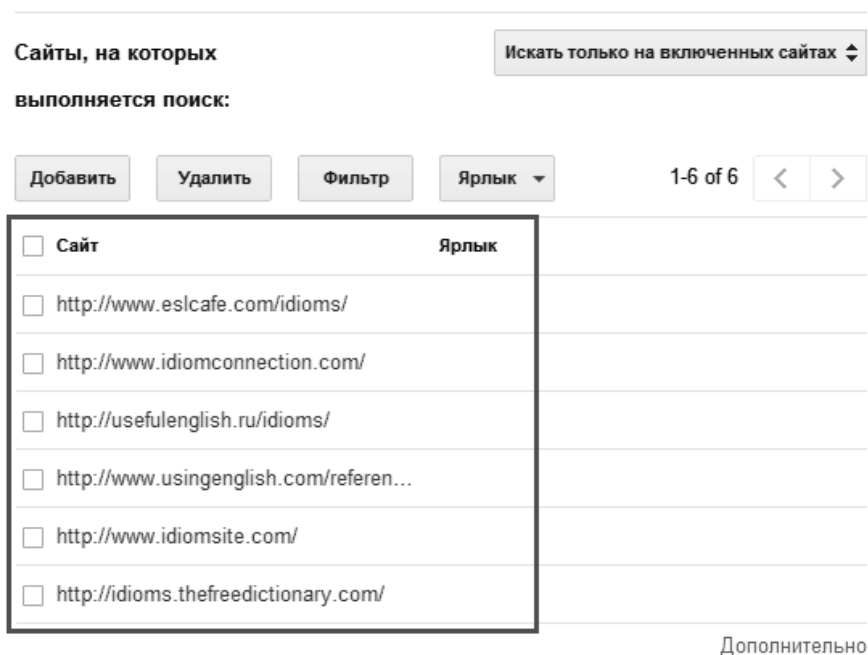 Сайты, на которых
выполняется поиск:
Искать только на включенных сайтах
Добавить Удалить Фильтр Ярлык 1-6 of 6
Сайт Ярлык
http://www.eslcafe.com/idioms/
http://www.idiomconnection.com/
http://usefulenglish.ru/idioms/
http://www.usingenglish.com/referen...
http://www.idiomsite.com/
http://idioms.thefreedictionary.com/
Дополнительно